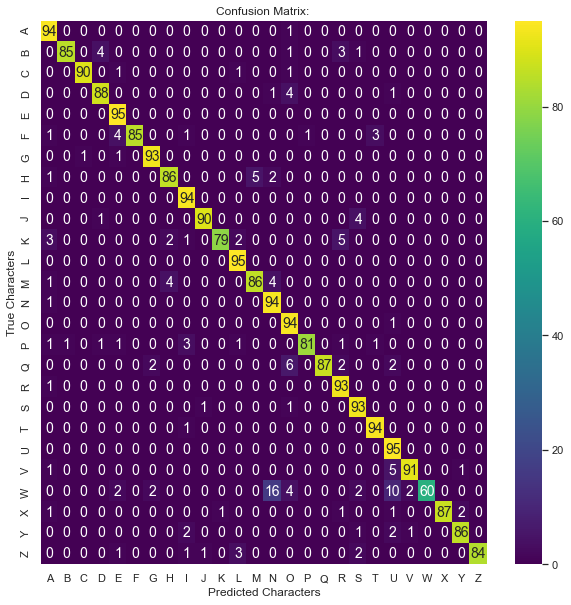 Confusion Matrix:
A 94 0 0 0 0 0 0 0 0 0 0 0 0 0 1 0 0 0 0 0 0 0 0 0 0 0
B 0 85 0 4 0 0 0 0 0 0 0 0 0 0 1 0 0 3 1 0 0 0 0 0 0 0
C 0 0 90 0 1 0 0 0 0 0 0 1 0 0 1 0 0 0 0 0 0 0 0 0 0 0
D 0 0 0 88 0 0 0 0 0 0 0 0 0 1 4 0 0 0 0 0 1 0 0 0 0 0
E 0 0 0 0 95 0 0 0 0 0 0 0 0 0 0 0 0 0 0 0 0 0 0 0 0 0
F 1 0 0 0 4 85 0 0 1 0 0 0 0 0 0 1 0 0 0 3 0 0 0 0 0 0
G 0 0 1 0 1 0 93 0 0 0 0 0 0 0 0 0 0 0 0 0 0 0 0 0 0 0
H 1 0 0 0 0 0 0 86 0 0 0 0 5 2 0 0 0 0 0 0 0 0 0 0 0 0
I 0 0 0 0 0 0 0 0 94 0 0 0 0 0 0 0 0 0 0 0 0 0 0 0 0 0
J 0 0 0 1 0 0 0 0 0 90 0 0 0 0 0 0 0 0 4 0 0 0 0 0 0 0
K 3 0 0 0 0 0 0 2 1 0 79 2 0 0 0 0 0 5 0 0 0 0 0 0 0 0
L 0 0 0 0 0 0 0 0 0 0 0 95 0 0 0 0 0 0 0 0 0 0 0 0 0 0
M 1 0 0 0 0 0 0 4 0 0 0 0 86 4 0 0 0 0 0 0 0 0 0 0 0 0
N 1 0 0 0 0 0 0 0 0 0 0 0 0 94 0 0 0 0 0 0 0 0 0 0 0 0
O 0 0 0 0 0 0 0 0 0 0 0 0 0 0 94 0 0 0 0 0 1 0 0 0 0 0
P 1 1 0 1 1 0 0 0 3 0 0 1 0 0 0 81 0 1 0 1 0 0 0 0 0 0
Q 0 0 0 0 0 0 2 0 0 0 0 0 0 0 6 0 87 2 0 0 2 0 0 0 0 0
R 1 0 0 0 0 0 0 0 0 0 0 0 0 0 0 0 0 93 0 0 0 0 0 0 0 0
S 0 0 0 0 0 0 0 0 0 1 0 0 0 0 1 0 0 0 93 0 0 0 0 0 0 0
T 0 0 0 0 0 0 0 0 1 0 0 0 0 0 0 0 0 0 0 94 0 0 0 0 0 0
U 0 0 0 0 0 0 0 0 0 0 0 0 0 0 0 0 0 0 0 0 95 0 0 0 0 0
V 1 0 0 0 0 0 0 0 0 0 0 0 0 0 0 0 0 0 0 0 5 91 0 0 1 0
W 0 0 0 0 2 0 2 0 0 0 0 0 0 16 4 0 0 0 2 0 10 2 60 0 0 0
X 1 0 0 0 0 0 0 0 0 0 1 0 0 0 0 0 0 1 0 0 1 0 0 87 2 0
Y 0 0 0 0 0 0 0 0 2 0 0 0 0 0 0 0 0 0 1 0 2 1 0 0 86 0
Z 0 0 0 0 1 0 0 0 1 1 0 3 0 0 0 0 0 0 2 0 0 0 0 0 0 84
A B C D E F G H I J K L M N O P Q R S T U V W X Y Z
Predicted Characters
True Characters
80
60
40
20
0